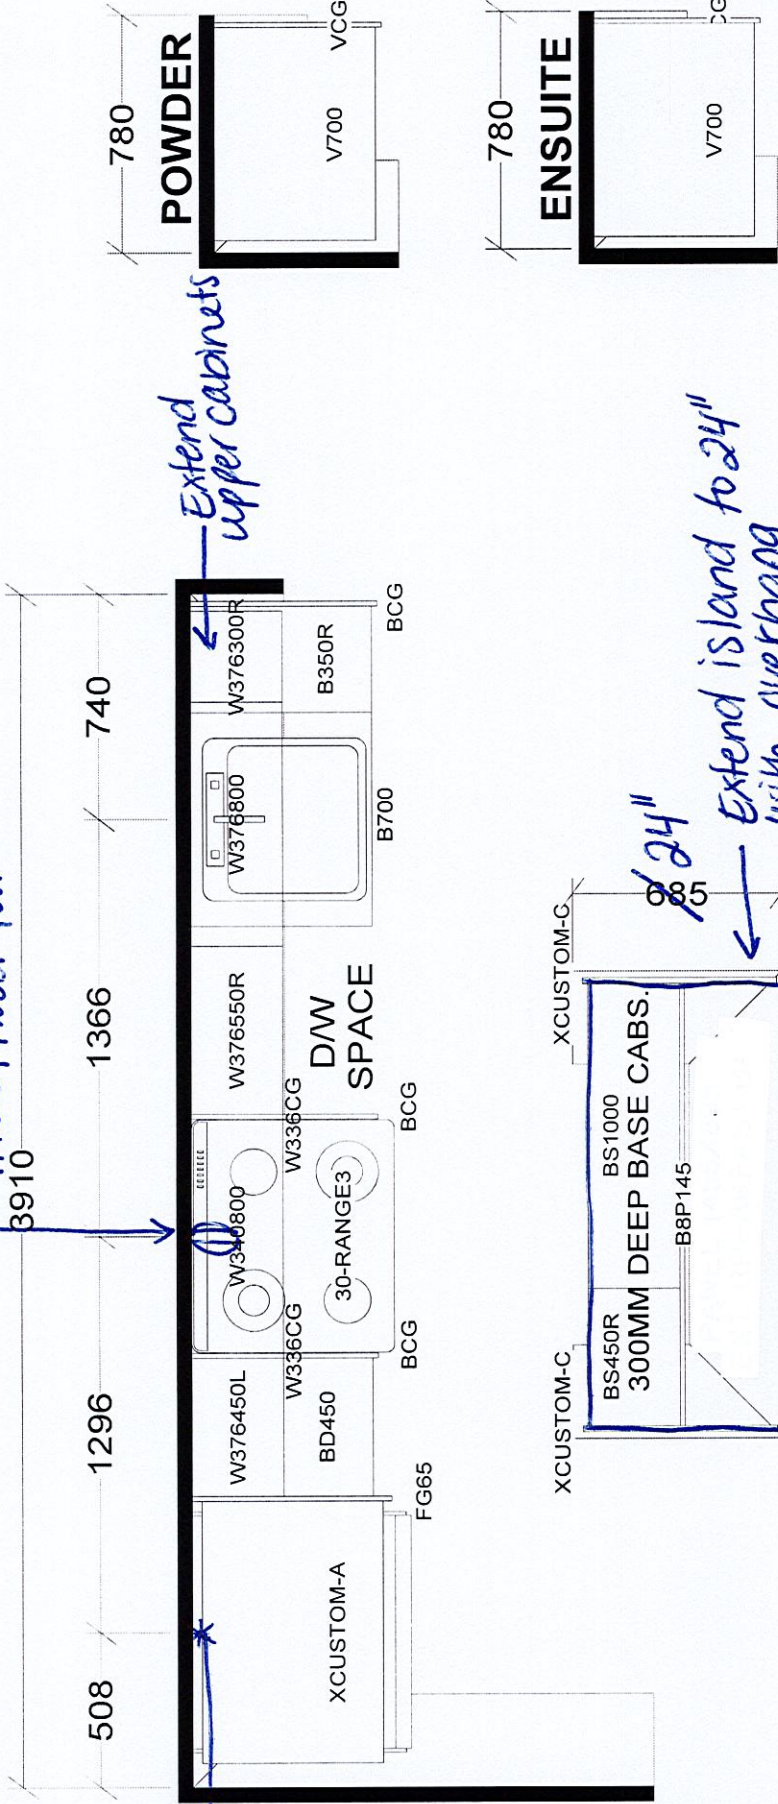 3910
508
1296
1366
740
← Extend
upper cabinets
XCUSTOM-A
FG65
W376450L
BD450
W336CG
BCG
W340800
30-RANGE3
W336CG
BCG
W376550R
D/W
SPACE
W376800
B700
W376300R
B350R
BCG
780
POWDER
V700
VCG
780
ENSUITE
V700
XCUSTOM-C
XCUSTOM-C
BS450R
BS1000
300MM DEEP BASE CABS.
B8P145
685
24"
← Extend island to 24"
with overhang